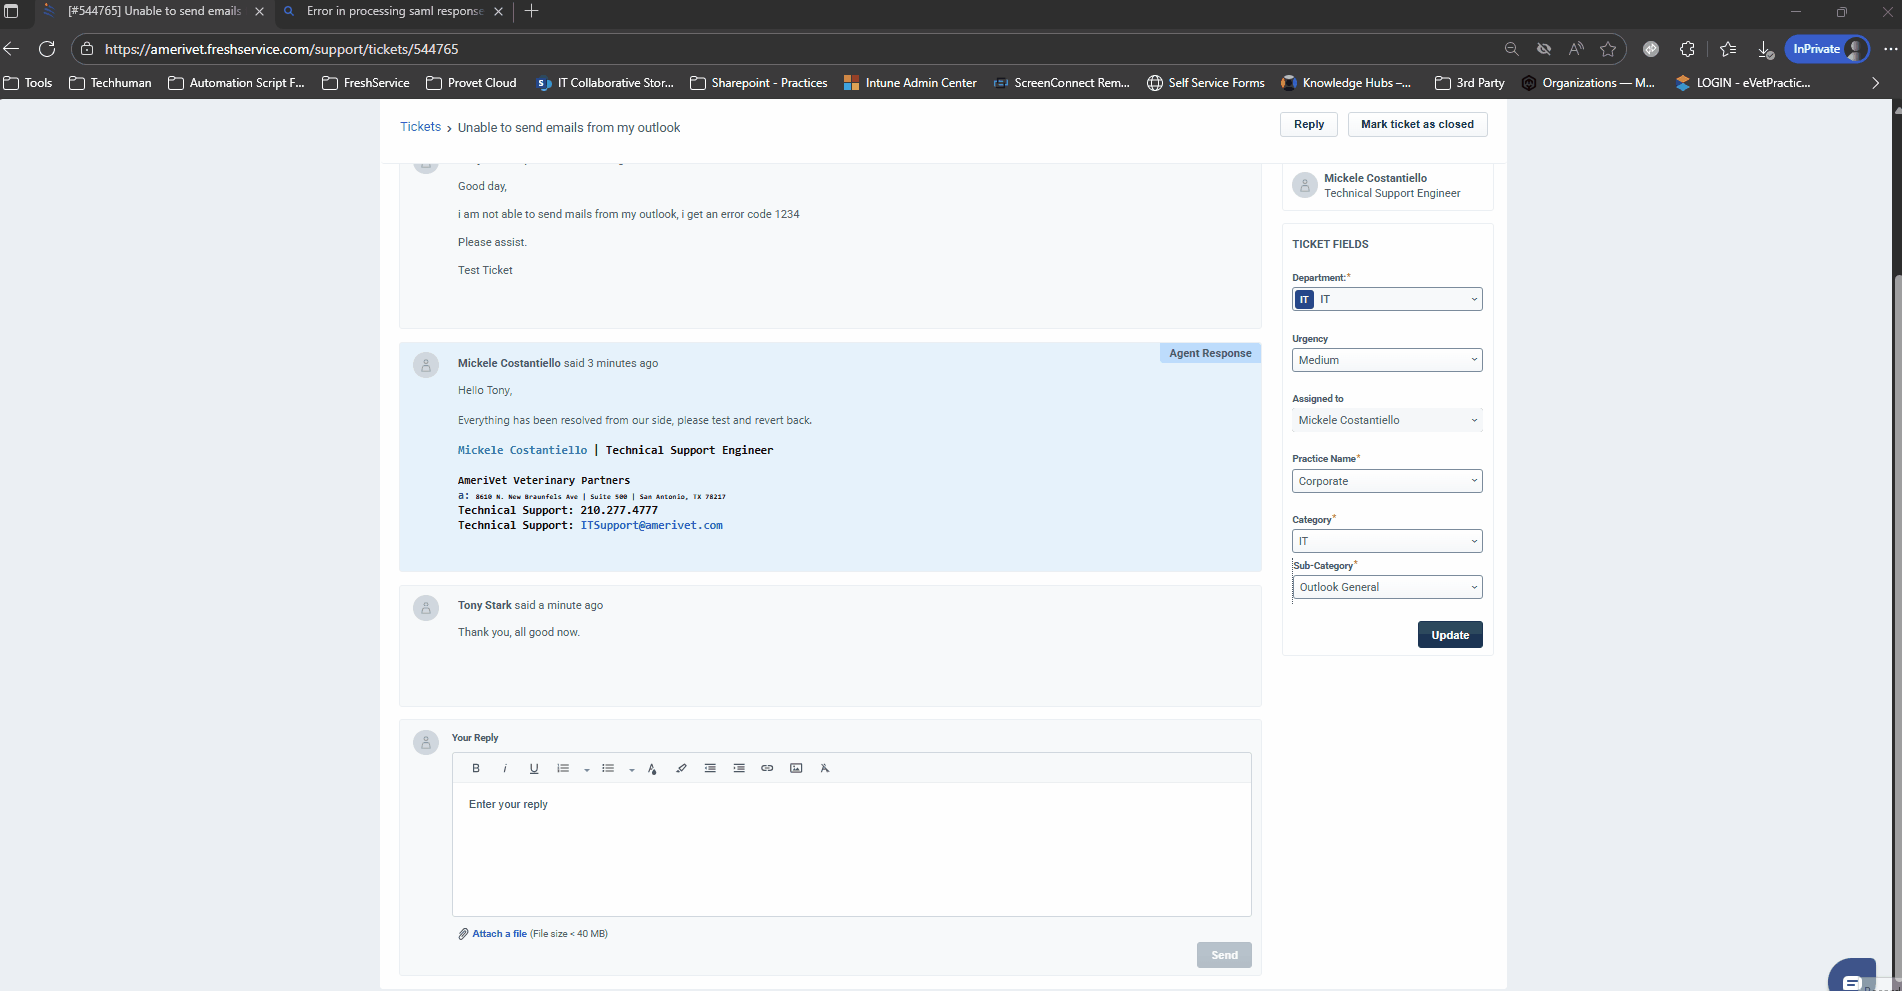 [#544765] Unable to send emails
Error in processing saml response
https://amerivet.freshservice.com/support/tickets/544765
InPrivate
Tools
Techhuman
Automation Script F...
FreshService
Provet Cloud
IT Collaborative Stor...
Sharepoint - Practices
Intune Admin Center
ScreenConnect Rem...
Self Service Forms
Knowledge Hubs –...
3rd Party
Organizations — M...
LOGIN - eVetPractic...
Tickets › Unable to send emails from my outlook
Reply
Mark ticket as closed
Good day,
i am not able to send mails from my outlook, i get an error code 1234
Please assist.
Test Ticket
Mickele Costantiello said 3 minutes ago
Agent Response
Hello Tony,
Everything has been resolved from our side, please test and revert back.
Mickele Costantiello | Technical Support Engineer
AmeriVet Veterinary Partners
a: 8610 N. New Braunfels Ave | Suite 500 | San Antonio, TX 78217
Technical Support: 210.277.4777
Technical Support: ITSupport@amerivet.com
Tony Stark said a minute ago
Thank you, all good now.
Your Reply
B i U
Enter your reply
Attach a file (File size < 40 MB)
Send
Mickele Costantiello
Technical Support Engineer
TICKET FIELDS
Department:*
IT IT
Urgency
Medium
Assigned to
Mickele Costantiello
Practice Name*
Corporate
Category*
IT
Sub-Category*
Outlook General
Update